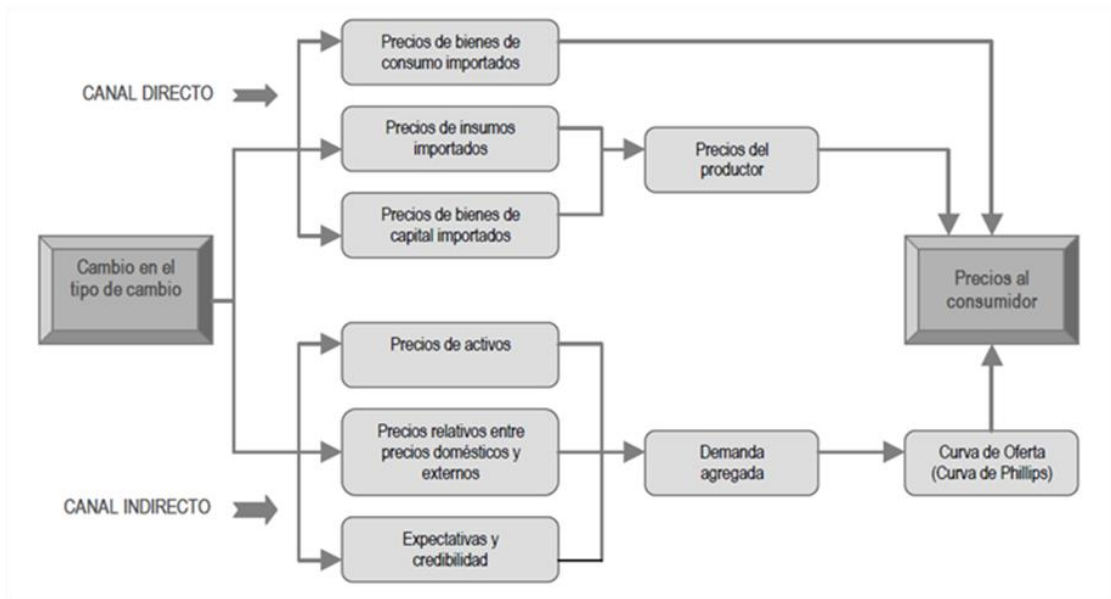 Precios de bienes de
consumo importados
CANAL DIRECTO
Precios de insumos
importados
Precios del
productor
Precios de bienes de
capital importados
Cambio en el
tipo de cambio
Precios al
consumidor
Precios de activos
Precios relativos entre
precios domésticos y
externos
Demanda
agregada
Curva de Oferta
(Curva de Phillips)
CANAL INDIRECTO
Expectativas y
credibilidad